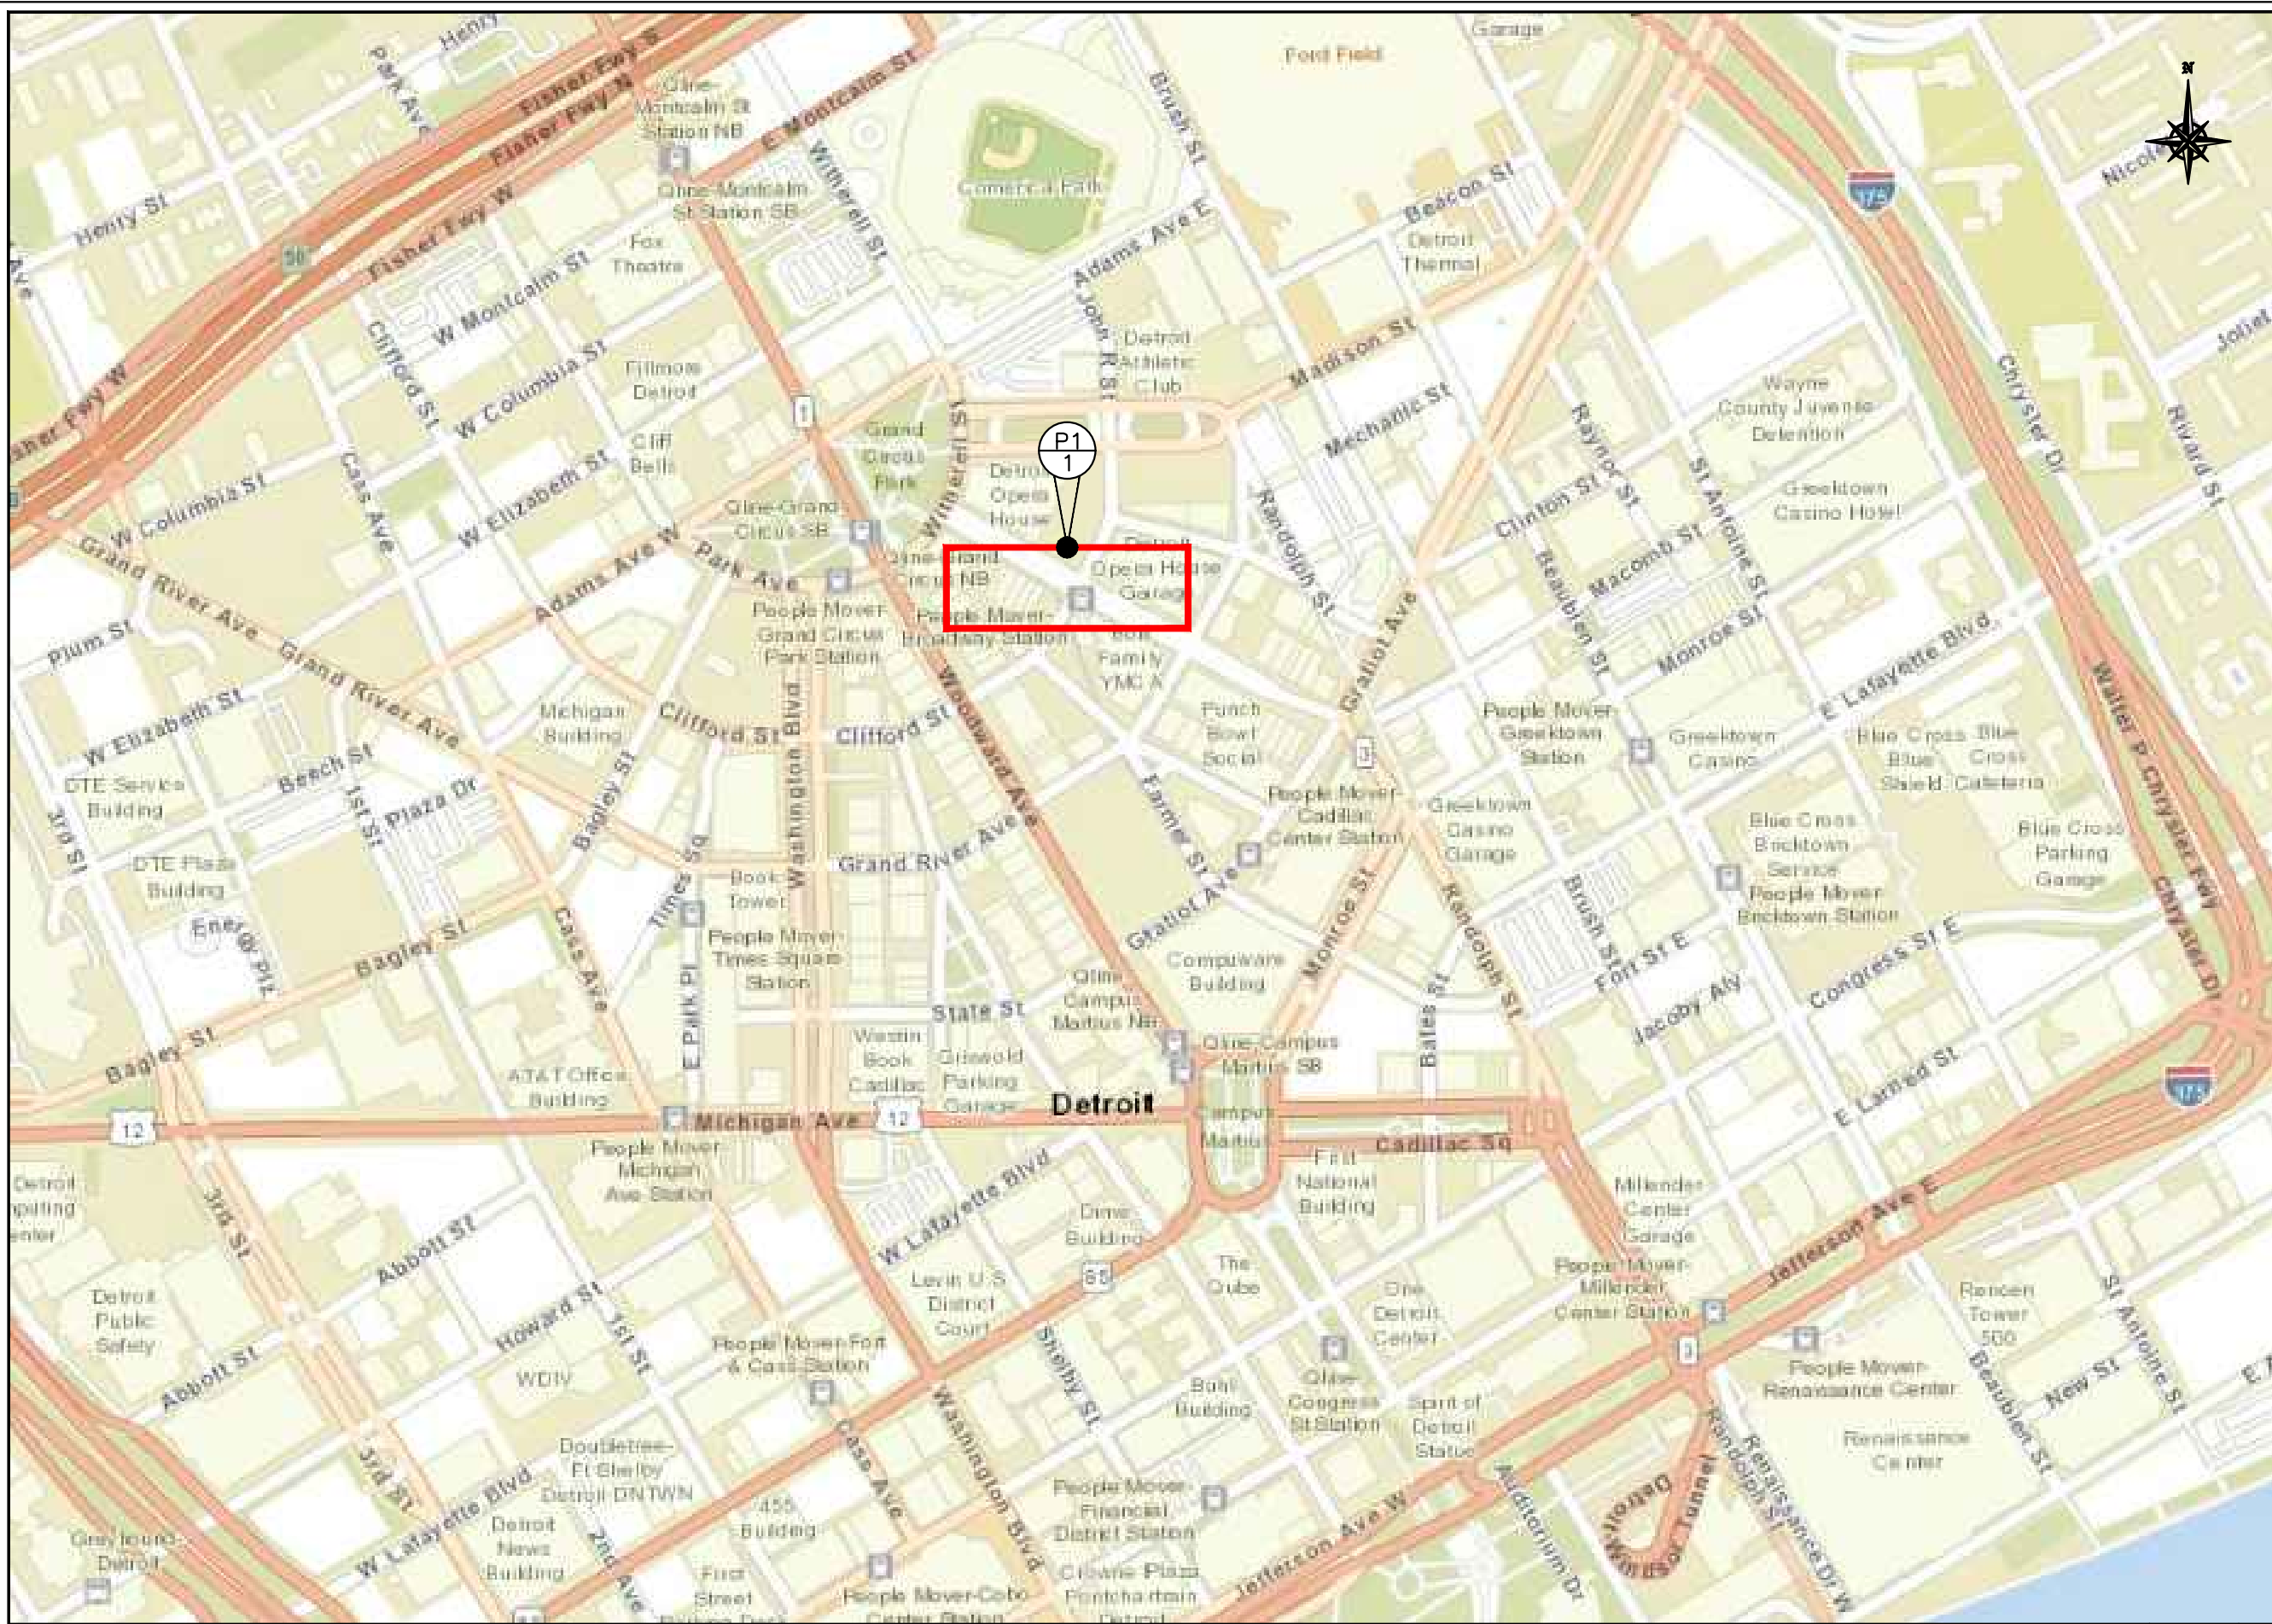 Henry
Park Ave
Fisher Fwy S
Fisher Fwy N
Qline-
Montcalm St
Station NB
E Montcalm St
Witherell St
Brush St
Ford Field
Garage
N
Nicole
Henry St
Fisher Fwy W
Qline-Montcalm
St Station SB
Comerica Park
Beacon St
Detroit
Thermal
375
Ave
50
Fox
Theatre
W Montcalm St
Adams Ave E
John R St
Joliet
Clifford St
W Columbia St
Fillmore
Detroit
Detroit
Athletic
Club
Madison St
Mechanic St
Wayne
County Juvenile
Detention
Chrysler Dr
Rivard St
sher Fwy W
1
Cliff
Bells
Grand
Circus
Park
Witherell St
P1
1
Detroit
Opera
House
Raynor St
St Antoine St
Greektown
Casino Hotel
W Columbia St
Cass Ave
W Elizabeth St
Qline-Grand
Circus SB
Randolph St
Clinton St
Macomb St
Grand River Ave
Adams Ave W
Park Ave
Qline-Grand
Circus NB
Detroit
Opera House
Garage
Beaubien St
Monroe St
Plum St
People Mover
Grand Circus
Park Station
People Mover-
Broadway Station
Boll
Family
YMCA
Gratiot Ave
E Lafayette Blvd
Grand River Ave
W Elizabeth St
Michigan
Building
Clifford St
Washington Blvd
Clifford St
Woodward Ave
Punch
Bowl
Social
3
People Mover-
Greektown
Station
Greektown
Casino
Blue Cross
Blue
Shield
Blue
Cross
Cafeteria
Walter P Chrysler Fwy
DTE Service
Building
Beech St
1st St
Plaza Dr
Bagley St
3rd St
Farmer St
People Mover-
Cadillac
Center Station
Greektown
Casino
Garage
Blue Cross
Bricktown
Service
Blue Cross
Parking
Garage
DTE Plaza
Building
Times Sq
Book
Tower
Grand River Ave
People Mover
Bricktown Station
Energy Plz
Bagley St
Cass Ave
People Mover-
Times Square
Station
Gratiot Ave
Compuware
Building
Monroe St
Randolph St
Brush St
Fort St E
Jacoby Aly
Congress St E
Chrysler Dr
Bagley St
E Park Pl
State St
Qline
Campus
Martius NB
Qline-Campus
Martius SB
Bates St
Westin
Book
Cadillac
Griswold
Parking
Garage
AT&T Office
Building
E Larned St
375
12
Michigan Ave
12
Detroit
Campus
Martius
Cadillac Sq
People Mover
Michigan
Ave Station
First
National
Building
Detroit
puting
enter
3rd St
Abbott St
W Lafayette Blvd
Dime
Building
Millender
Center
Garage
Jefferson Ave E
85
The
Qube
People Mover-
Millender
Center Station
Detroit
Public
Safety
Howard St
1st St
Levin U S
District
Court
Shelby St
One
Detroit
Center
3
Rencen
Tower
500
St Antoine St
Abbott St
WDIV
People Mover-Fort
& Cass Station
People Mover-
Renaissance Center
Beaubien St
New St
Buhl
Building
Qline-
Congress
St Station
Spirit of
Detroit
Statue
Washington Blvd
Cass Ave
3rd St
Doubletree-
Ft Shelby
Detroit DNTWN
Renaissance
Center
Randolph St
Renaissance Dr W
Detroit
Windsor Tunnel
W Lafayette Blvd
455
Building
People Mover-
Financial
District Station
Jefferson Ave W
Auditorium Dr
Greyhound-
Detroit
Detroit
News
Building
2nd Ave
First
Street
Parking Deck
People Mover-Cobo
Center Station
Crowne Plaza
Pontchartrain
Detroit